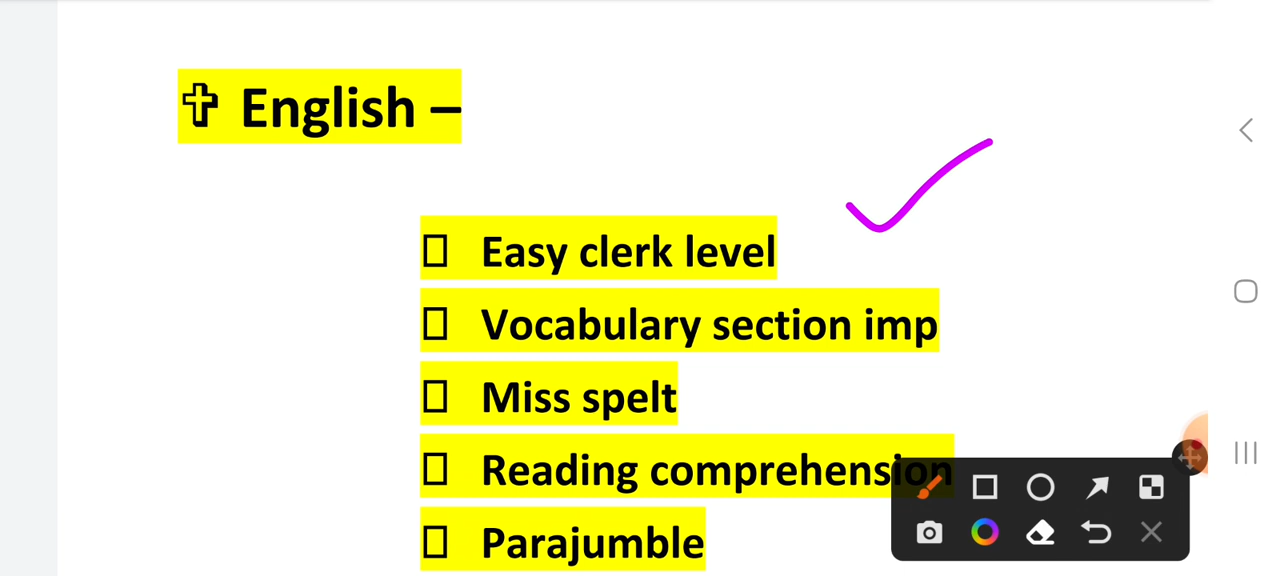 ✞ English –
Easy clerk level
Vocabulary section imp
Miss spelt
Reading comprehension
Parajumble